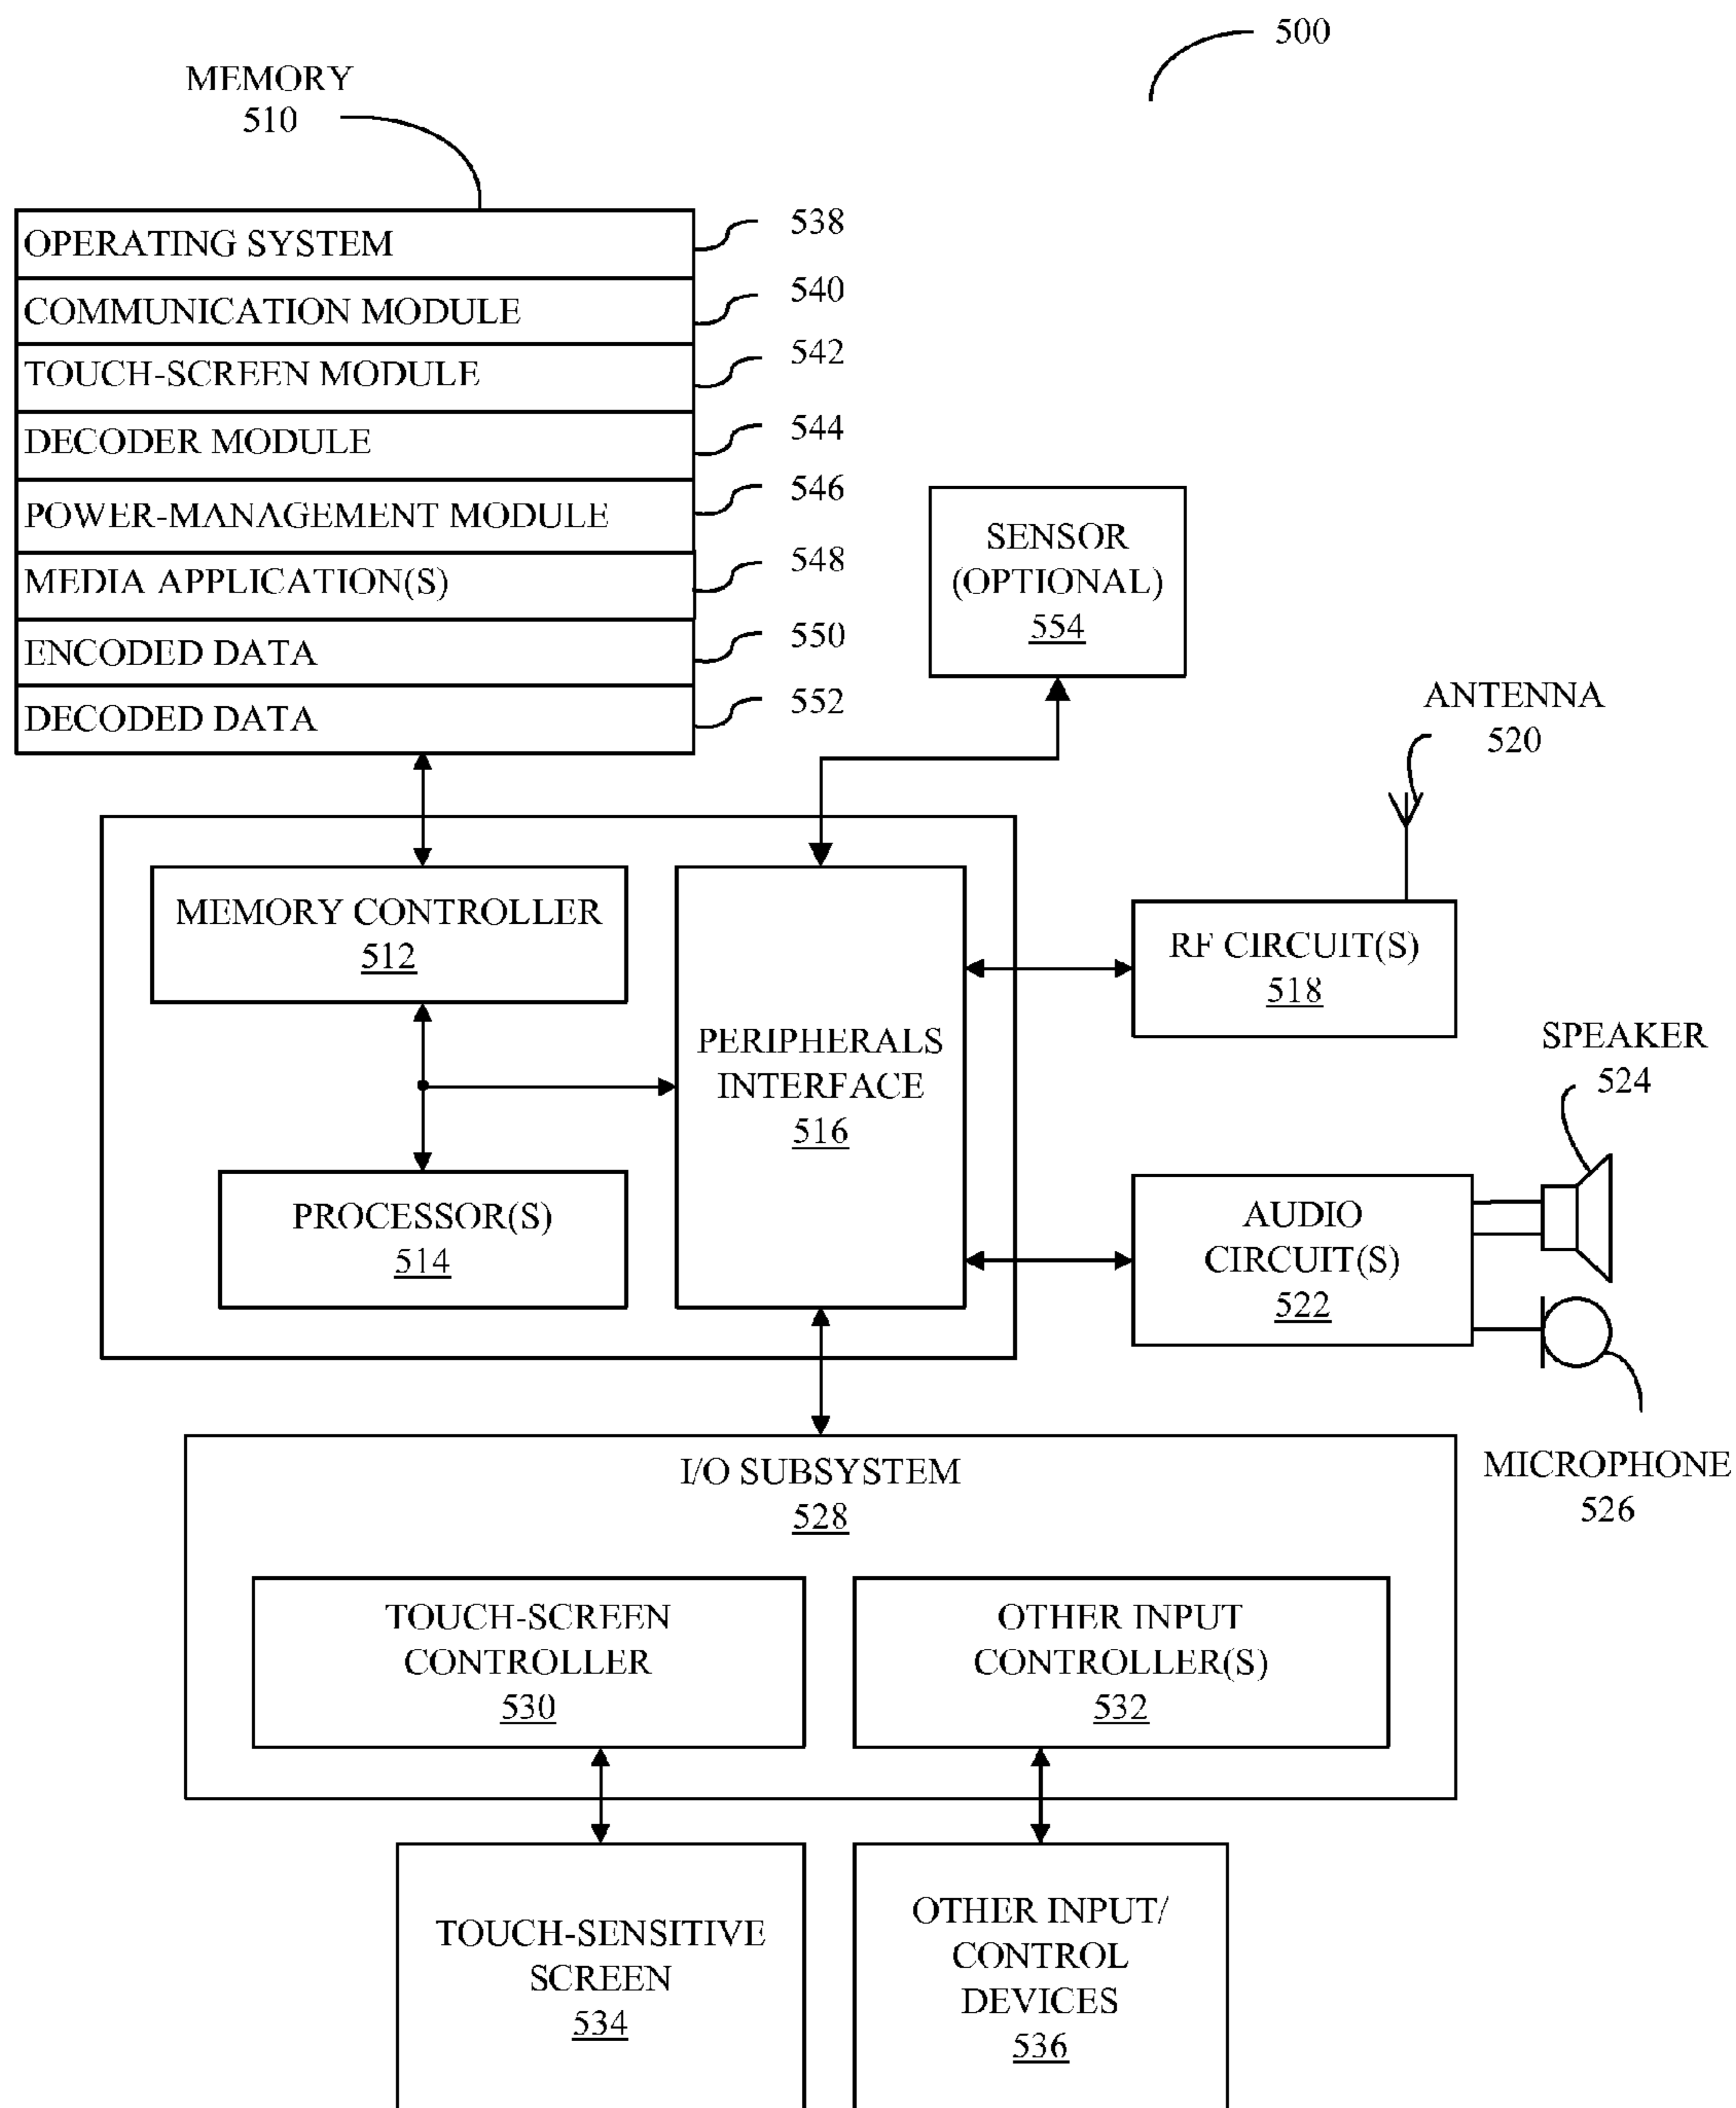 500
MEMORY
510
OPERATING SYSTEM
538
COMMUNICATION MODULE
540
TOUCH-SCREEN MODULE
542
DECODER MODULE
544
POWER-MANAGEMENT MODULE
546
MEDIA APPLICATION(S)
548
ENCODED DATA
550
DECODED DATA
552
SENSOR
(OPTIONAL)
554
ANTENNA
520
MEMORY CONTROLLER
512
PERIPHERALS
INTERFACE
516
RF CIRCUIT(S)
518
PROCESSOR(S)
514
SPEAKER
524
AUDIO
CIRCUIT(S)
522
MICROPHONE
526
I/O SUBSYSTEM
528
TOUCH-SCREEN
CONTROLLER
530
OTHER INPUT
CONTROLLER(S)
532
TOUCH-SENSITIVE
SCREEN
534
OTHER INPUT/
CONTROL
DEVICES
536